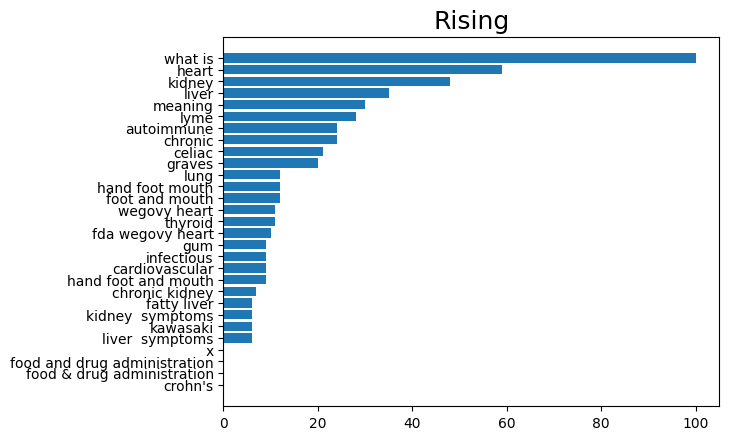 Rising
what is
heart
kidney
liver
meaning
lyme
autoimmune
chronic
celiac
graves
lung
hand foot mouth
foot and mouth
wegovy heart
thyroid
fda wegovy heart
gum
infectious
cardiovascular
hand foot and mouth
chronic kidney
fatty liver
kidney  symptoms
kawasaki
liver  symptoms
x
food and drug administration
food & drug administration
crohn's
0 20 40 60 80 100